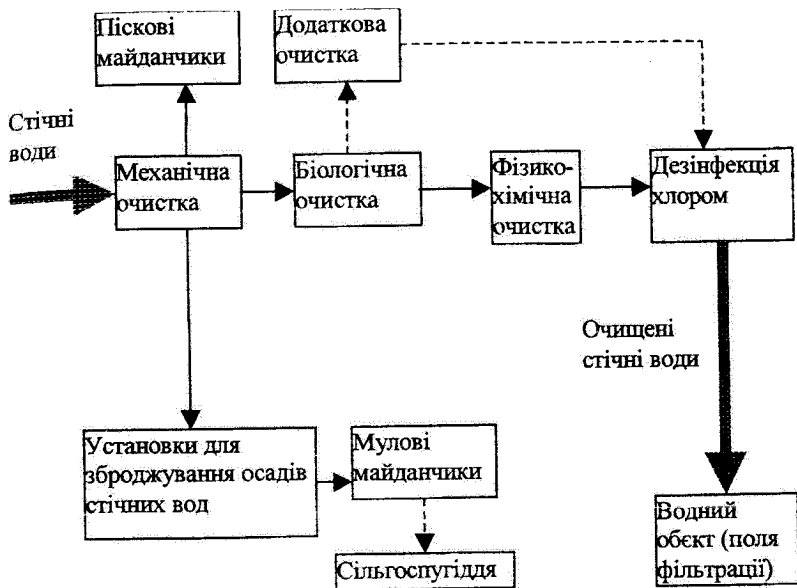 Піскові
майданчики
Додаткова
очистка
Стічні
води
Механічна
очистка
Біологічна
очистка
Фізико-
хімічна
очистка
Дезінфекція
хлором
Очищені
стічні води
Установки для
зброджування осадів
стічних вод
Мулові
майданчики
Водний
обєкт (поля
фільтрації)
Сільгоспугіддя